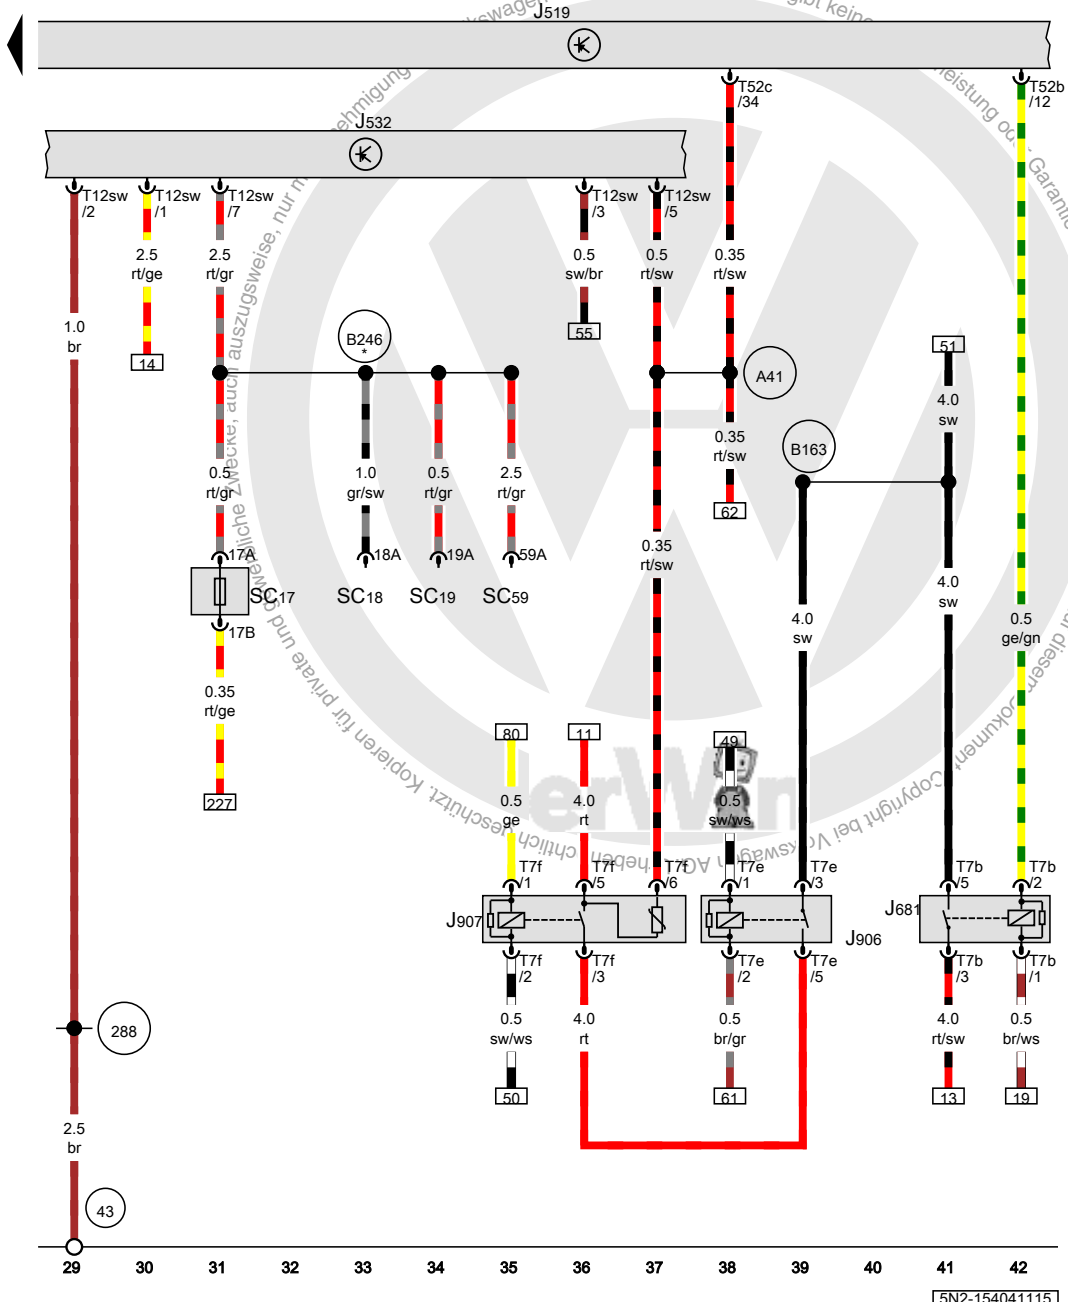 J519
T52c
/34
T52b
/12
J532
T12sw
/2
T12sw
/1
T12sw
/7
T12sw
/3
T12sw
/5
2.5
rt/ge
2.5
rt/gr
0.5
sw/br
0.5
rt/sw
0.35
rt/sw
1.0
br
14
B246
*
55
51
A41
4.0
sw
0.35
rt/sw
B163
0.5
rt/gr
1.0
gr/sw
0.5
rt/gr
2.5
rt/gr
62
17A
18A
19A
59A
0.35
rt/sw
SC17
SC18
SC19
SC59
4.0
sw
17B
4.0
sw
0.5
ge/gn
0.35
rt/ge
227
80
11
49
0.5
ge
4.0
rt
0.5
sw/ws
T7f
/1
T7f
/5
T7f
/6
T7e
/1
T7e
/3
T7b
/5
T7b
/2
J907
J906
J681
T7f
/2
T7f
/3
T7e
/2
T7e
/5
T7b
/3
T7b
/1
0.5
sw/ws
4.0
rt
0.5
br/gr
4.0
rt/sw
0.5
br/ws
50
61
13
19
288
2.5
br
43
29 30 31 32 33 34 35 36 37 38 39 40 41 42
5N2-154041115